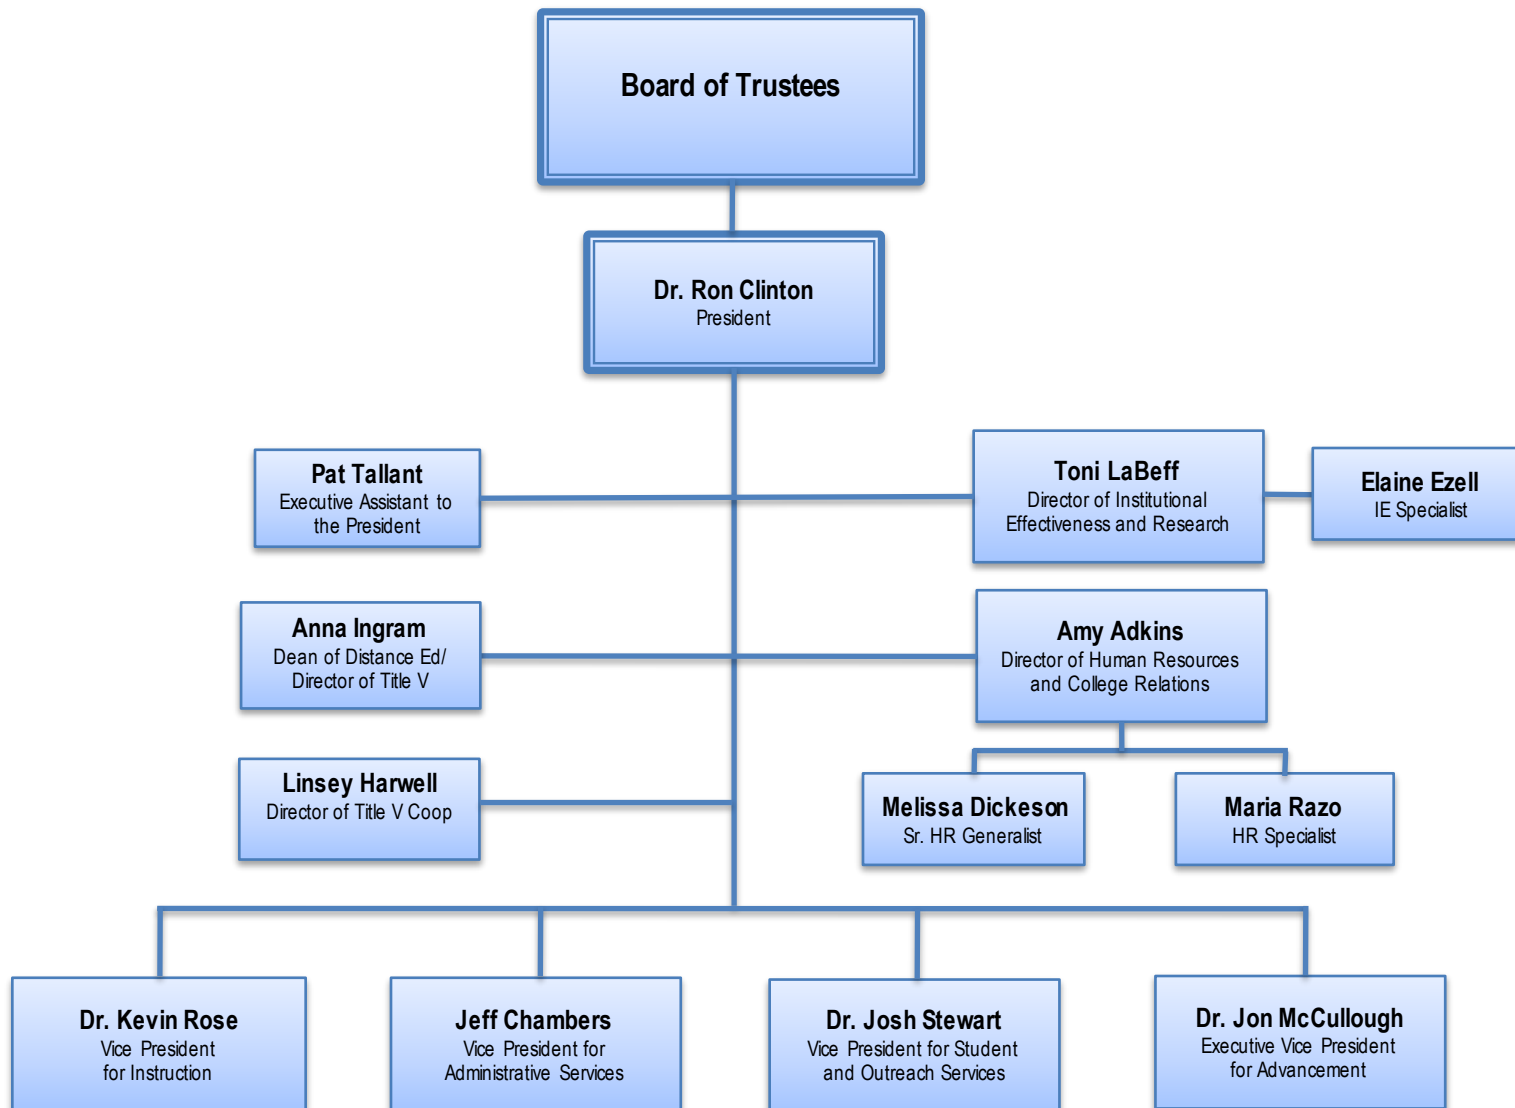 Board of Trustees
Dr. Ron Clinton
President
Pat Tallant
Executive Assistant to
the President
Toni LaBeff
Director of Institutional
Effectiveness and Research
Elaine Ezell
IE Specialist
Anna Ingram
Dean of Distance Ed/
Director of Title V
Amy Adkins
Director of Human Resources
and College Relations
Linsey Harwell
Director of Title V Coop
Melissa Dickeson
Sr. HR Generalist
Maria Razo
HR Specialist
Dr. Kevin Rose
Vice President
for Instruction
Jeff Chambers
Vice President for
Administrative Services
Dr. Josh Stewart
Vice President for Student
and Outreach Services
Dr. Jon McCullough
Executive Vice President
for Advancement